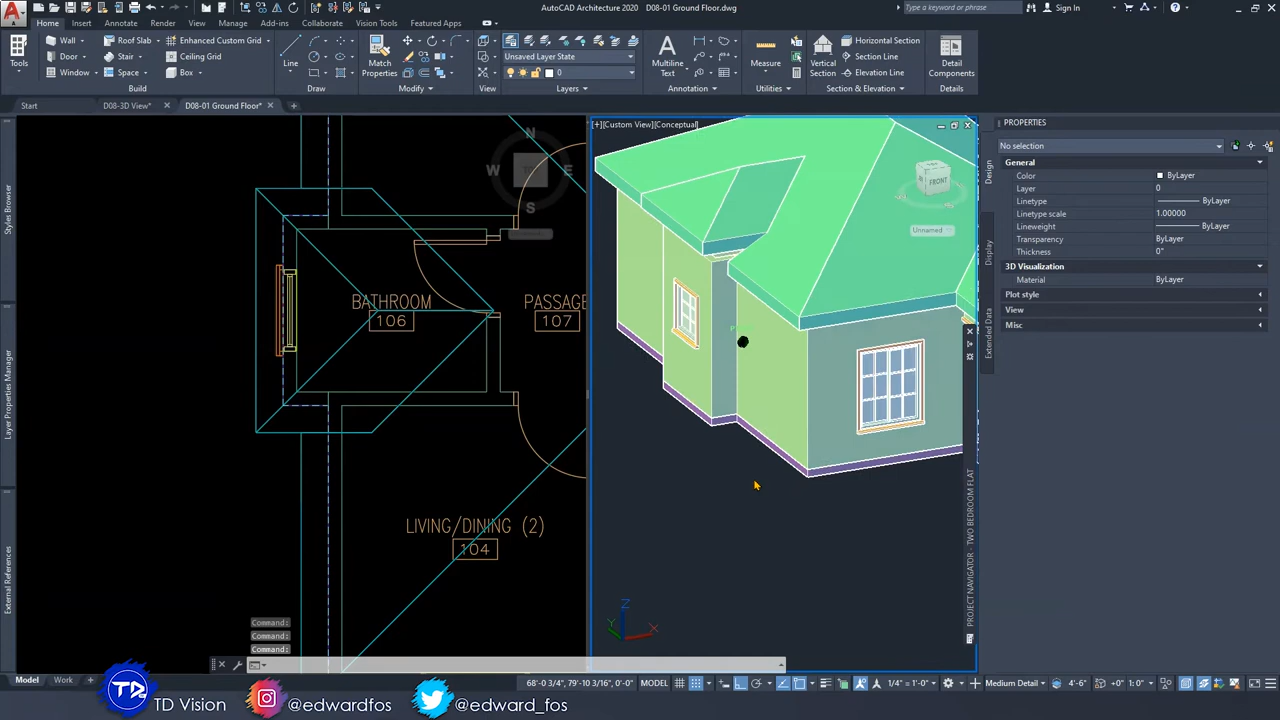 AutoCAD Architecture 2020 D08-01 Ground Floor.dwg
Type a keyword or phrase
Sign In
Home Insert Annotate Render View Manage Add-ins Collaborate Vision Tools Featured Apps
Tools
Wall
Door
Window
Roof Slab
Stair
Space
Enhanced Custom Grid
Ceiling Grid
Box
Build
Line
Draw
Match
Properties
Modify
View
Unsaved Layer State
0
Layers
Multiline
Text
Annotation
Measure
Utilities
Vertical
Section
Horizontal Section
Section Line
Elevation Line
Section & Elevation
Detail
Components
Details
Start
D08-3D View*
D08-01 Ground Floor*
Styles Browser
Layer Properties Manager
External References
N
W
E
S
BATHROOM
106
PASSAGE
107
LIVING/DINING (2)
104
[+][Custom View][Conceptual]
FRONT
Unnamed
Z
Y
X
PROJECT NAVIGATOR - TWO BEDROOM FLAT
Design
Display
Extended Data
PROPERTIES
No selection
General
Color ByLayer
Layer 0
Linetype ByLayer
Linetype scale 1.00000
Lineweight ByLayer
Transparency ByLayer
Thickness 0"
3D Visualization
Material ByLayer
Plot style
View
Misc
Command:
Command:
Command:
Model Work
68'-0 3/4", 79'-10 3/16", 0'-0" MODEL
1/4" = 1'-0"
Medium Detail
4'-6"
+0" 1:0"
TD
TD Vision
@edwardfos
@edward_fos